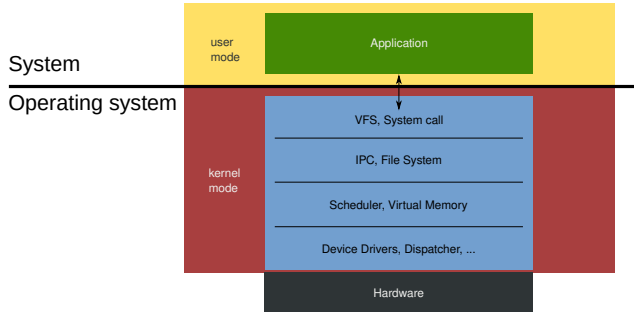 user
mode
Application
System
Operating system
VFS, System call
IPC, File System
kernel
mode
Scheduler, Virtual Memory
Device Drivers, Dispatcher, ...
Hardware